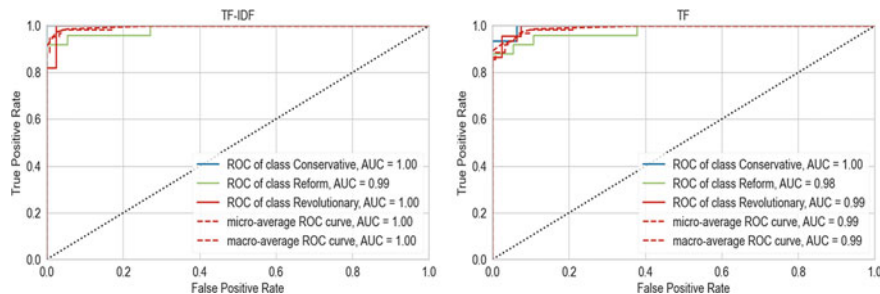 TF-IDF
True Positive Rate
1.0
0.8
0.6
0.4
0.2
0.0
ROC of class Conservative, AUC = 1.00
ROC of class Reform, AUC = 0.99
ROC of class Revolutionary, AUC = 1.00
micro-average ROC curve, AUC = 1.00
macro-average ROC curve, AUC = 1.00
0.0 0.2 0.4 0.6 0.8 1.0
False Positive Rate
TF
True Positive Rate
1.0
0.8
0.6
0.4
0.2
0.0
ROC of class Conservative, AUC = 1.00
ROC of class Reform, AUC = 0.98
ROC of class Revolutionary, AUC = 0.99
micro-average ROC curve, AUC = 0.99
macro-average ROC curve, AUC = 0.99
0.0 0.2 0.4 0.6 0.8 1.0
False Positive Rate